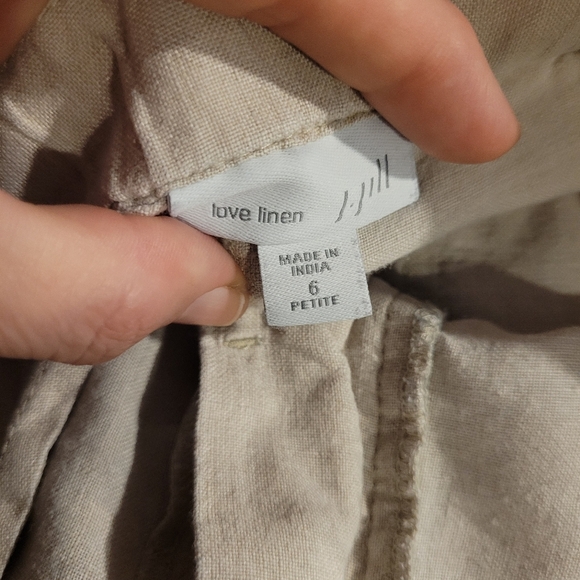 love linen J.Jill
MADE IN
INDIA
6
PETITE